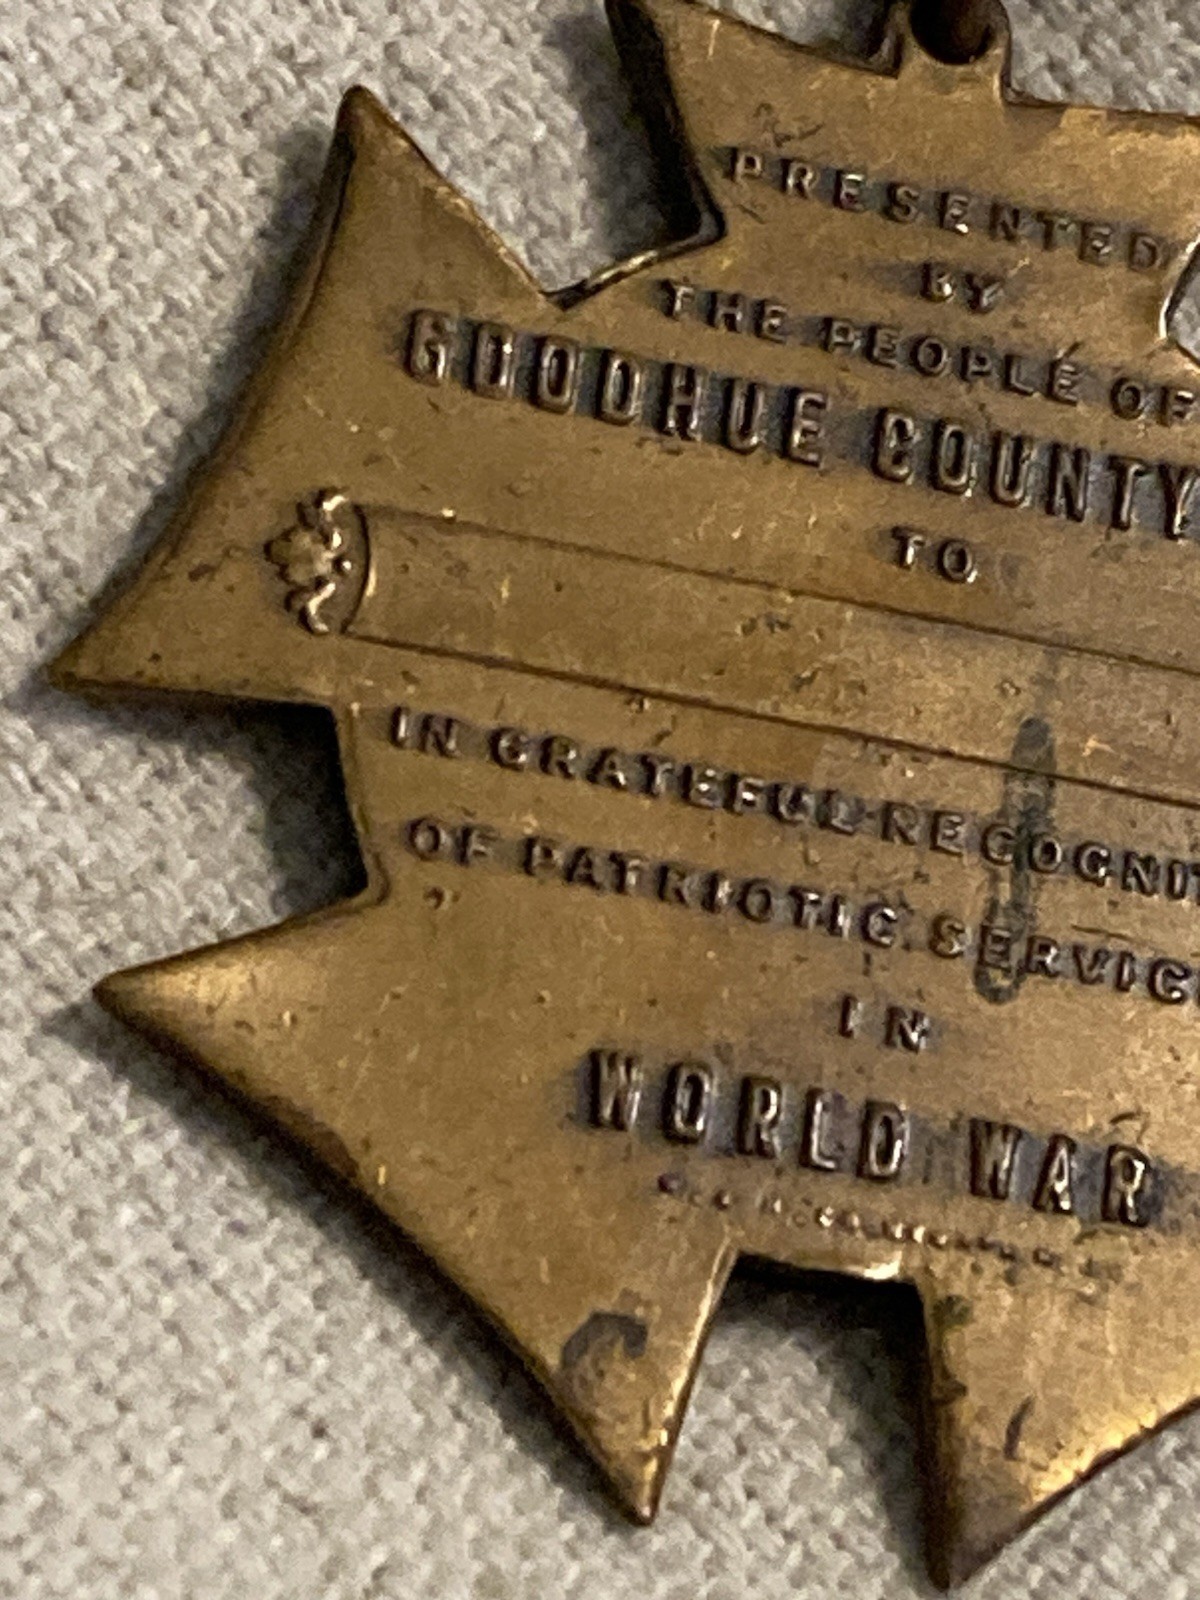 PRESENTED
BY
THE PEOPLE OF
GOODHUE COUNTY
TO
IN GRATEFUL RECOGNIT
OF PATRIOTIC SERVIC
IN
WORLD WAR